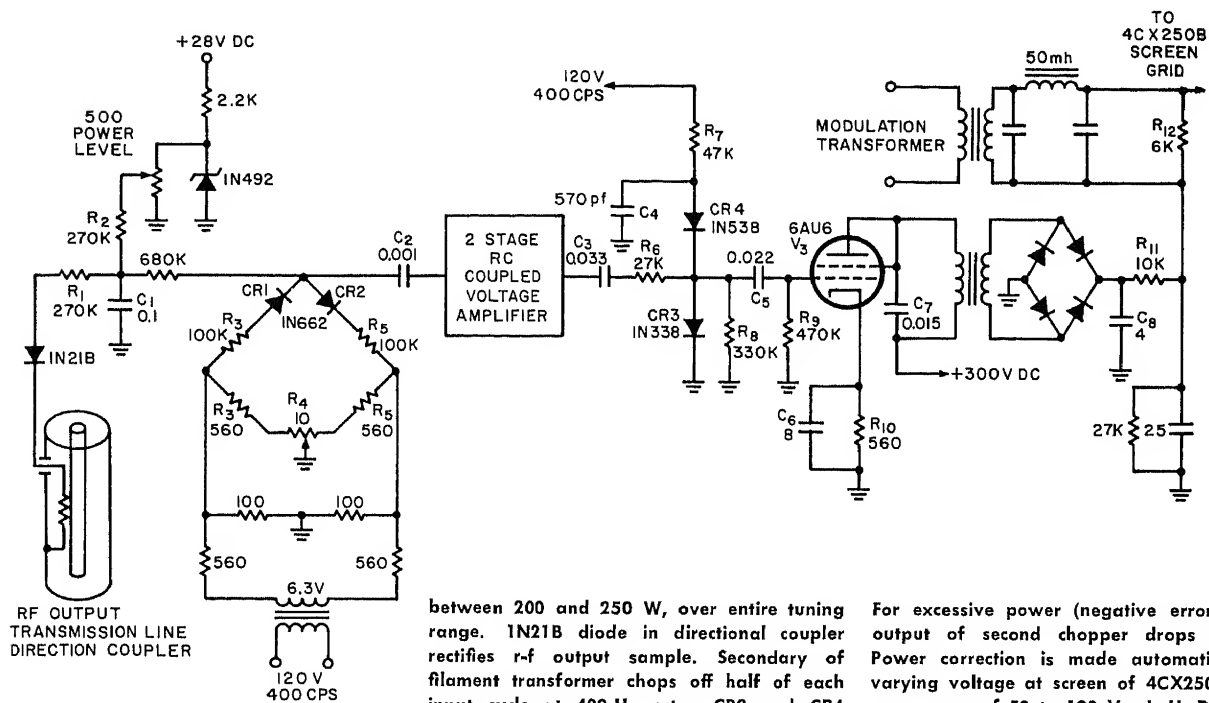 TO
4CX250B
SCREEN
GRID
+28V DC
50mh
120V
400 CPS
2.2K
500
POWER
LEVEL
R7
47K
MODULATION
TRANSFORMER
R12
6K
IN492
570 pf
C4
CR4
IN538
6AU6
V3
R2
270K
C2
0.001
2 STAGE
RC
COUPLED
VOLTAGE
AMPLIFIER
C3
0.033
R6
27K
0.022
C5
R11
10K
680K
R1
270K
C1
0.1
CR1
CR2
IN662
C7
0.015
CR3
IN338
R8
330K
R9
470K
C8
4
IN21B
R3
100K
R5
100K
+300V DC
R3
560
R4
10
R5
560
C6
8
R10
560
27K
25
100
100
560
560
6.3V
RF OUTPUT
TRANSMISSION LINE
DIRECTION COUPLER
120V
400 CPS
between 200 and 250 W, over entire tuning
range. 1N21B diode in directional coupler
rectifies r-f output sample. Secondary of
filament transformer chops off half of each
For excessive power (negative error
output of second chopper drops
Power correction is made automati
varying voltage at screen of 4CX250